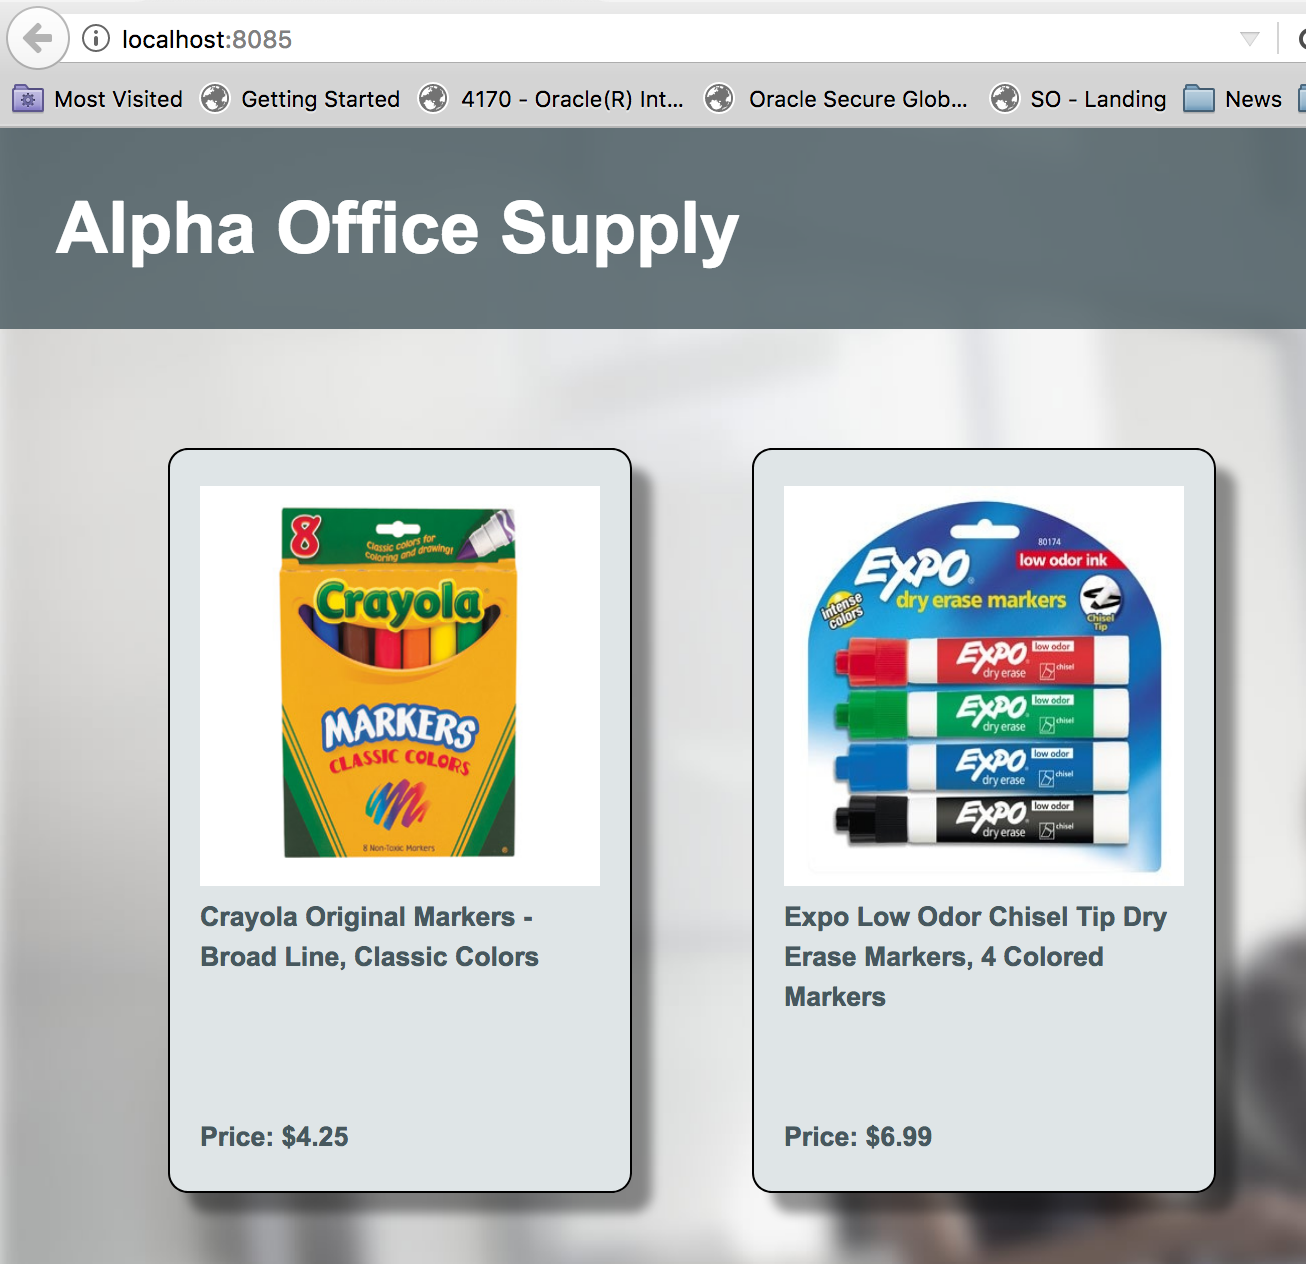 localhost:8085
Most Visited
Getting Started
4170 - Oracle(R) Int...
Oracle Secure Glob...
SO - Landing
News
Alpha Office Supply
8
Classic colors for
coloring and drawing!
Crayola
MARKERS
CLASSIC COLORS
8 Non-Toxic Markers
Crayola Original Markers -
Broad Line, Classic Colors
Price: $4.25
80174
EXPO
low odor ink
dry erase markers
intense
colors
Chisel
Tip
EXPO low odor
dry erase chisel
EXPO low odor
dry erase chisel
EXPO low odor
dry erase chisel
EXPO low odor
dry erase chisel
Expo Low Odor Chisel Tip Dry
Erase Markers, 4 Colored
Markers
Price: $6.99